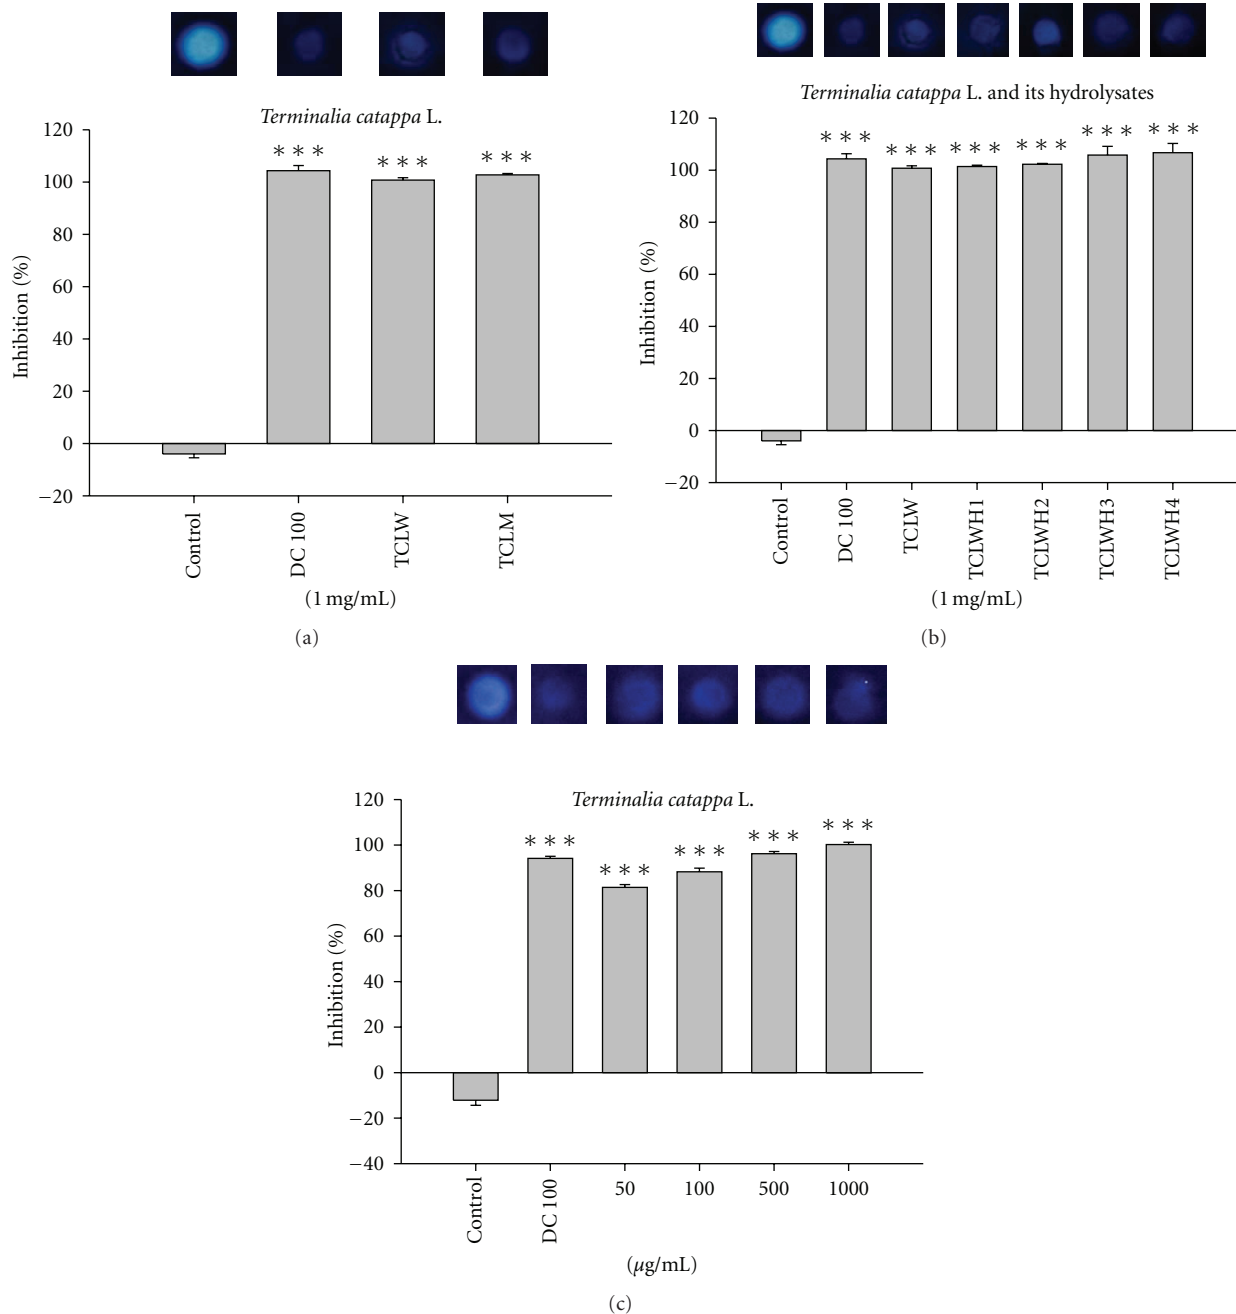 Terminalia catappa L.
120
100
80
60
40
20
0
−20
Inhibition (%)
∗∗∗ ∗∗∗ ∗∗∗
Control
DC 100
TCLW
TCLM
(1 mg/mL)
(a)
Terminalia catappa L. and its hydrolysates
120
100
80
60
40
20
0
−20
Inhibition (%)
∗∗∗ ∗∗∗ ∗∗∗ ∗∗∗ ∗∗∗ ∗∗∗
Control
DC 100
TCLW
TCLWH1
TCLWH2
TCLWH3
TCLWH4
(1 mg/mL)
(b)
Terminalia catappa L.
120
100
80
60
40
20
0
−20
−40
Inhibition (%)
∗∗∗ ∗∗∗ ∗∗∗ ∗∗∗ ∗∗∗
Control
DC 100
50
100
500
1000
(µg/mL)
(c)